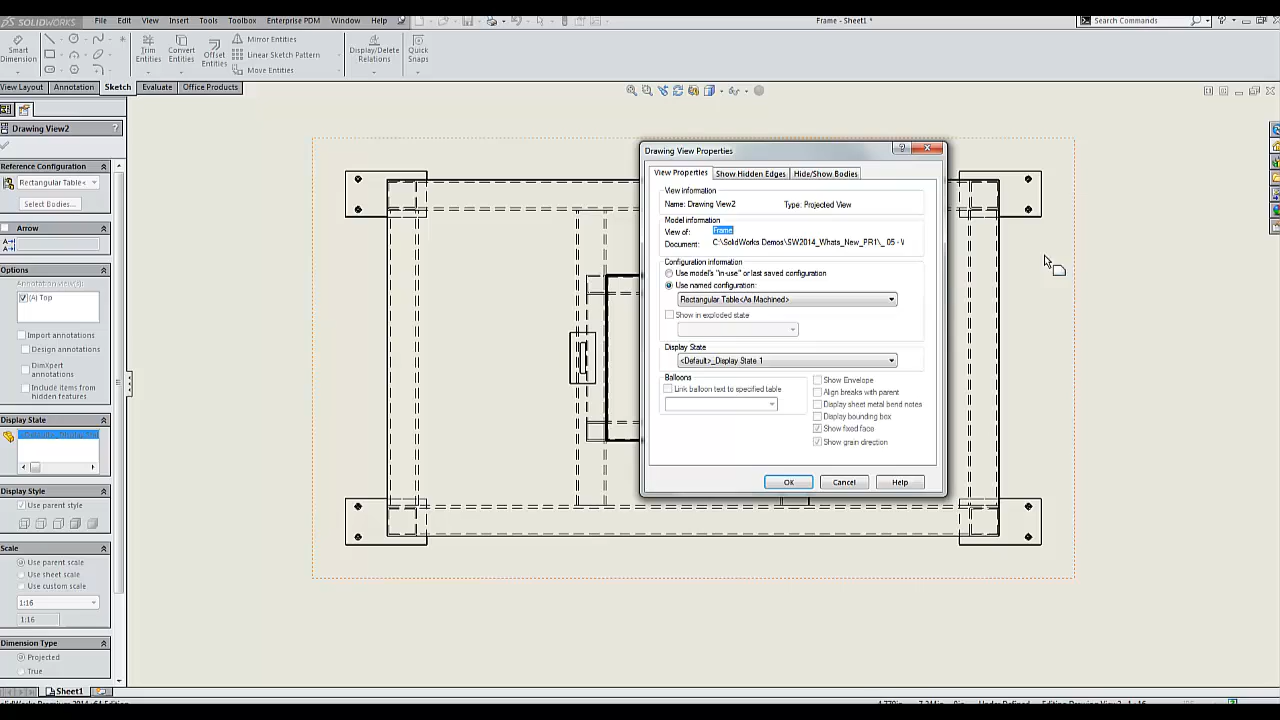 SOLIDWORKS File Edit View Insert Tools Toolbox Enterprise PDM Window Help Frame - Sheet1 * Search Commands
Smart Dimension
Trim Entities
Convert Entities
Offset Entities
Mirror Entities
Linear Sketch Pattern
Move Entities
Display/Delete Relations
Quick Snaps
View Layout Annotation Sketch Evaluate Office Products
Drawing View2 ?
Reference Configuration
Rectangular Table<
Select Bodies...
Arrow
Options
Annotation view(s)
(A) Top
Import annotations
Design annotations
DimXpert annotations
Include items from hidden features
Display State
Display Style
Use parent style
Scale
Use parent scale
Use sheet scale
Use custom scale
1:16
1:16
Dimension Type
Projected
True
Sheet1
Drawing View Properties
View Properties Show Hidden Edges Hide/Show Bodies
View information
Name: Drawing View2 Type: Projected View
Model information
View of: Frame
Document: C:\SolidWorks Demos\SW2014_Whats_New_PR1\_ 05 - V
Configuration information
Use model's "in-use" or last saved configuration
Use named configuration:
Rectangular Table<As Machined>
Show in exploded state
Display State
<Default>_Display State 1
Balloons
Link balloon text to specified table
Show Envelope
Align breaks with parent
Display sheet metal bend notes
Display bounding box
Show fixed face
Show grain direction
OK Cancel Help